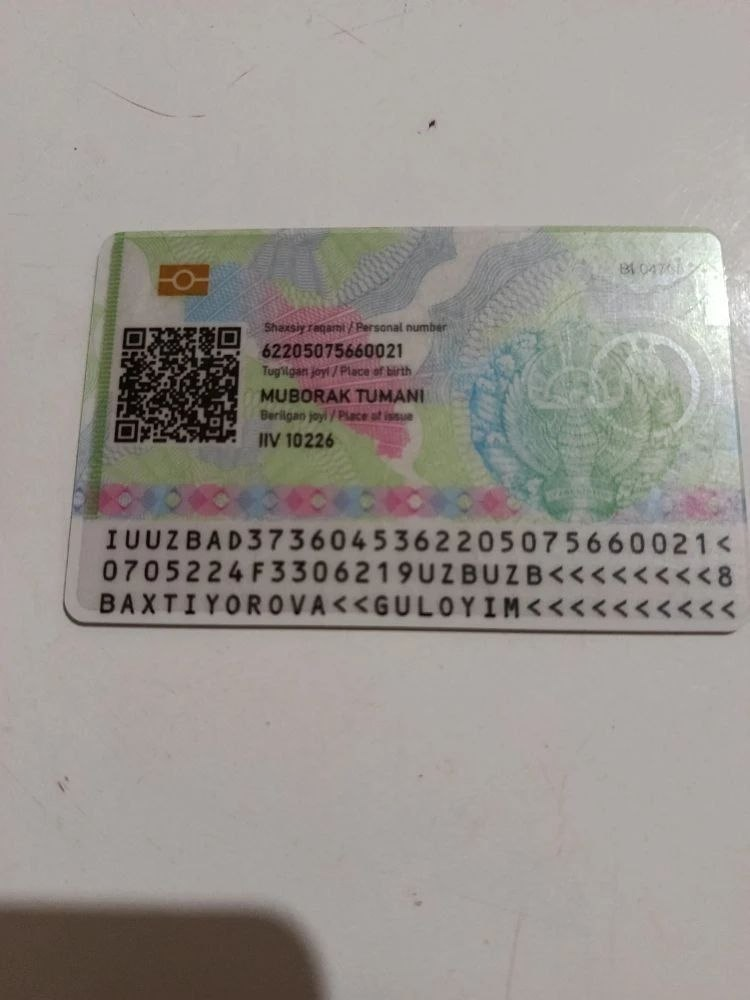 Shaxsiy raqami / Personal number
62205075660021
Tug'ilgan joyi / Place of birth
MUBORAK TUMANI
Berilgan joyi / Place of issue
IIV 10226
IUUZBAD3736045362205075660021<
0705224F3306219UZBUZB<<<<<<<<8
BAXTIYOROVA<<GULOYIM<<<<<<<<<<